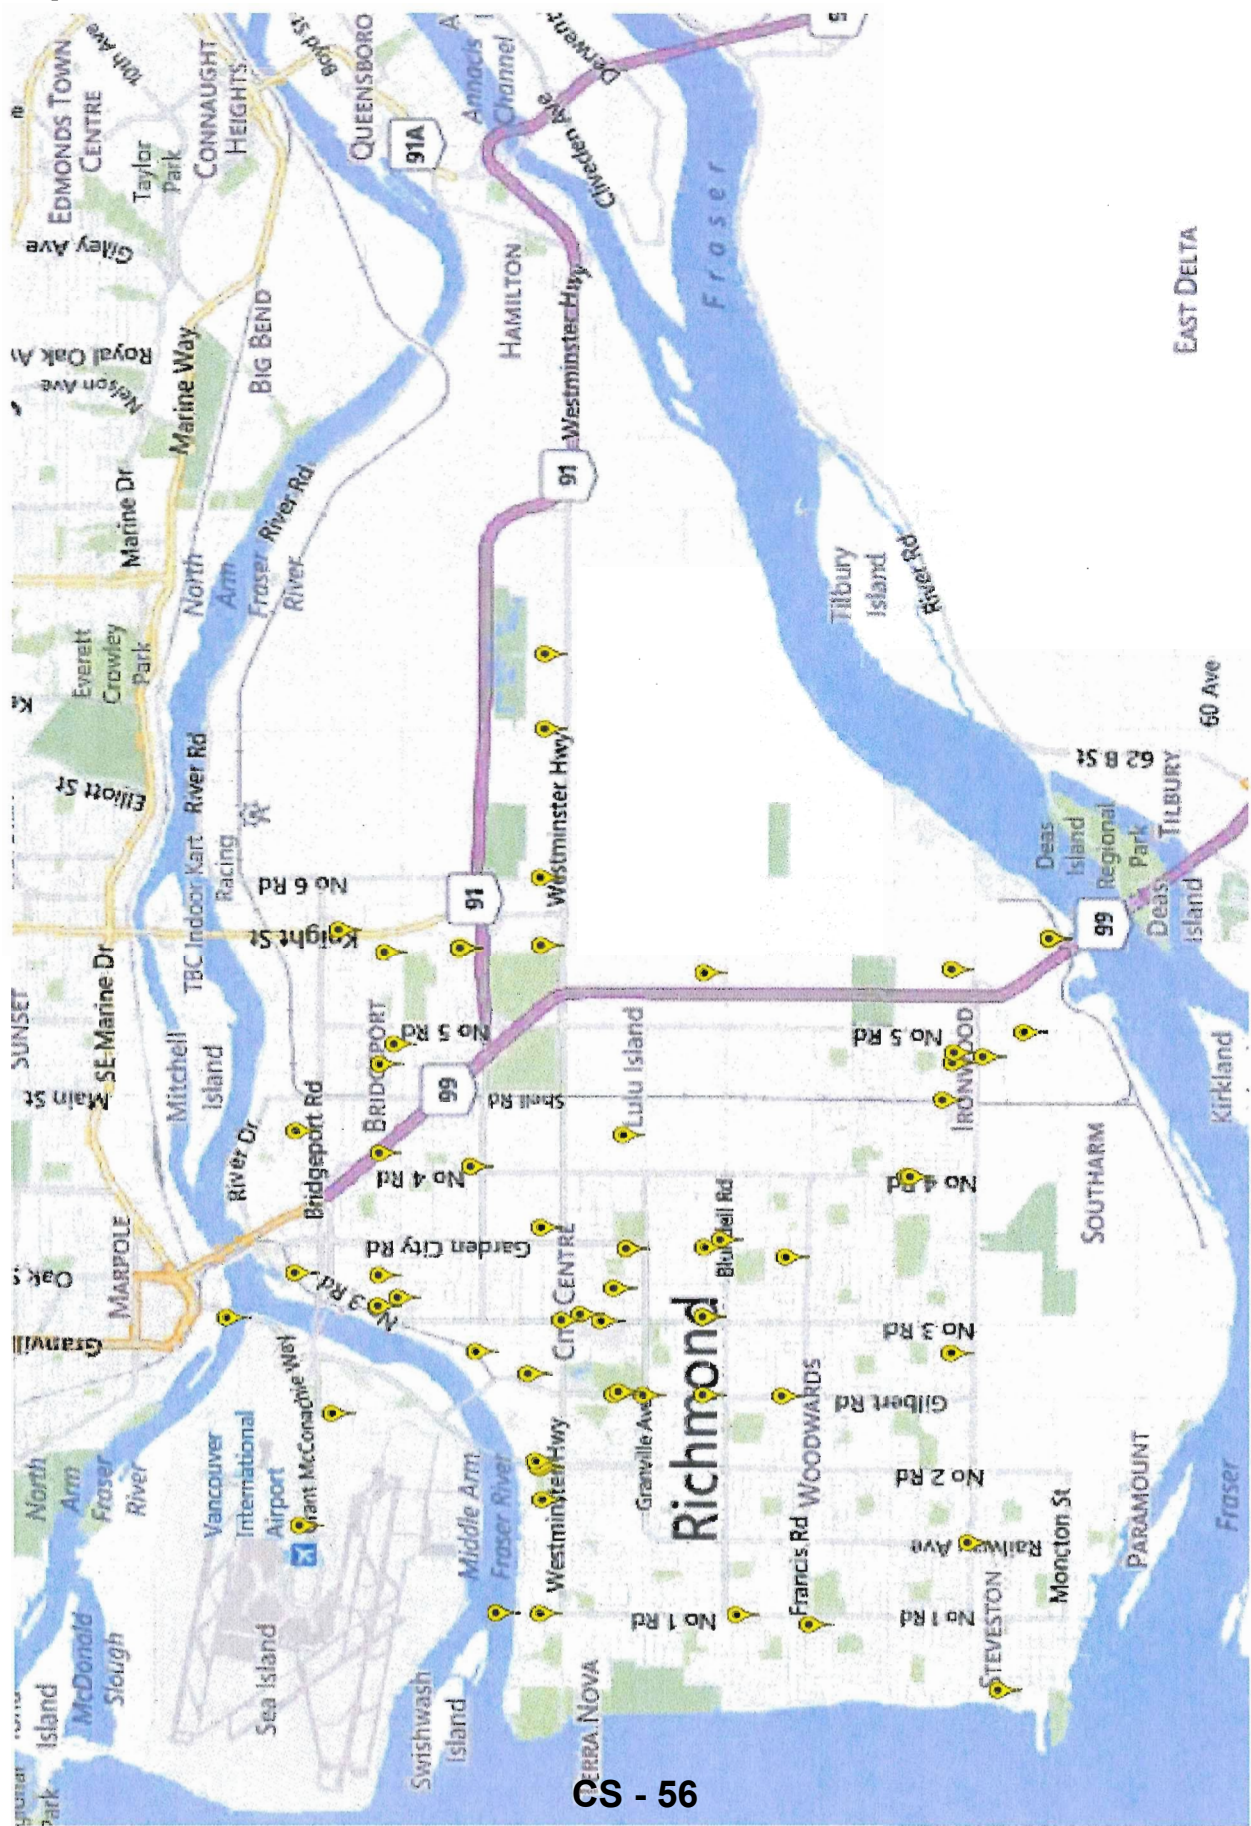 EDMONDS TOWN
CENTRE
10th Ave
Taylor
Park
CONNAUGHT
HEIGHTS
Boyd St
QUEENSBORO
91A
Annacis
Channel
Derwent
Cliveden Ave
Gilley Ave
Royal Oak Av
Nelson Ave
Marine Way
BIG BEND
HAMILTON
Westminster Hwy
Fraser
EAST DELTA
91
Marine Dr
River Rd
North
Arm
Fraser
River
Everett
Crowley
Park
Tilbury
Island
River Rd
60 Ave
62 B St
TILBURY
Elliott St
River Rd
TBC Indoor Kart
Racing
No 6 Rd
Knight St
91
Westminster Hwy
Deas
Island
Regional
Park
Deas
Island
99
SUNSET
SE Marine Dr
Main St
Mitchell
Island
BRIDGEPORT
No 5 Rd
99
Shell Rd
Lulu Island
No 5 Rd
IRONWOOD
Kirkland
River Dr
Bridgeport Rd
No 4 Rd
No 4 Rd
SOUTHARM
MARPOLE
Oak S
Garden City Rd
Blundell Rd
Granvill
No 3 Rd
CITY CENTRE
No 3 Rd
Richmond
Grant McConachie Way
Granville Ave
WOODWARDS
Gilbert Rd
North
Arm
Fraser
River
Vancouver
International
Airport
Middle Arm
Fraser River
Westminster Hwy
No 2 Rd
PARAMOUNT
Fraser
Francis Rd
Railway Ave
Moncton St
No 1 Rd
No 1 Rd
STEVESTON
McDonald
Slough
Sea Island
Island
Park
Swishwash
Island
TERRA NOVA
CS - 56